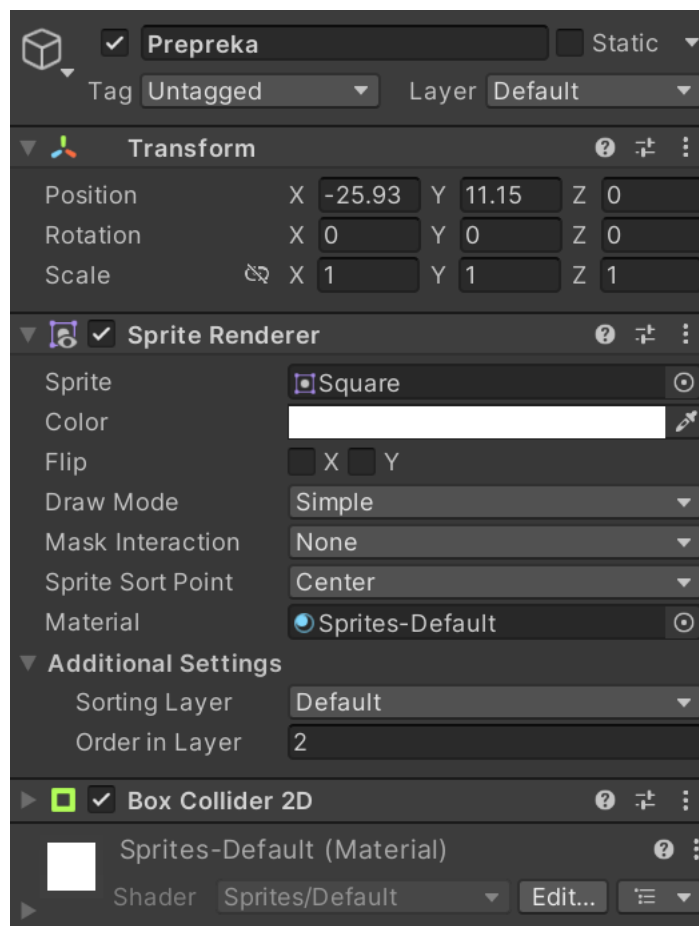 Prepreka Static
Tag Untagged Layer Default
Transform
Position X -25.93 Y 11.15 Z 0
Rotation X 0 Y 0 Z 0
Scale X 1 Y 1 Z 1
Sprite Renderer
Sprite Square
Color
Flip X Y
Draw Mode Simple
Mask Interaction None
Sprite Sort Point Center
Material Sprites-Default
Additional Settings
Sorting Layer Default
Order in Layer 2
Box Collider 2D
Sprites-Default (Material)
Shader Sprites/Default Edit...